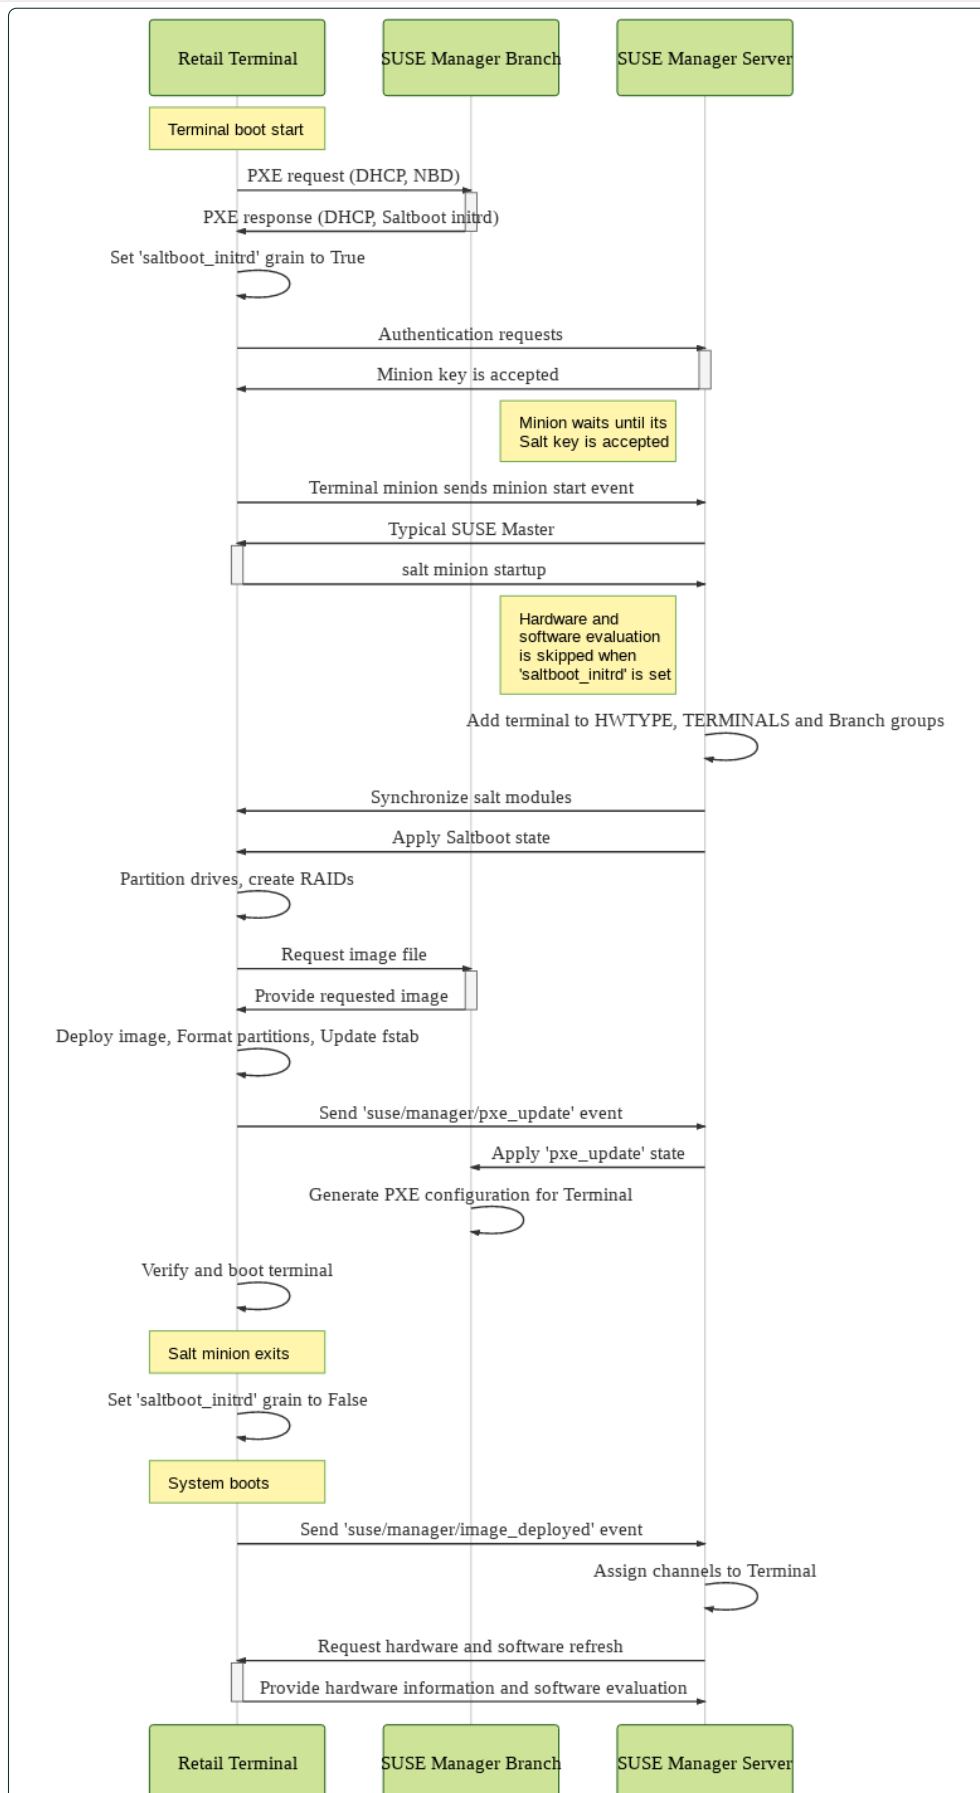 Retail Terminal
SUSE Manager Branch
SUSE Manager Server
Terminal boot start
PXE request (DHCP, NBD)
PXE response (DHCP, Saltboot initrd)
Set 'saltboot_initrd' grain to True
Authentication requests
Minion key is accepted
Minion waits until its
Salt key is accepted
Terminal minion sends minion start event
Typical SUSE Master
salt minion startup
Hardware and
software evaluation
is skipped when
'saltboot_initrd' is set
Add terminal to HWTYPE, TERMINALS and Branch groups
Synchronize salt modules
Apply Saltboot state
Partition drives, create RAIDs
Request image file
Provide requested image
Deploy image, Format partitions, Update fstab
Send 'suse/manager/pxe_update' event
Apply 'pxe_update' state
Generate PXE configuration for Terminal
Verify and boot terminal
Salt minion exits
Set 'saltboot_initrd' grain to False
System boots
Send 'suse/manager/image_deployed' event
Assign channels to Terminal
Request hardware and software refresh
Provide hardware information and software evaluation
Retail Terminal
SUSE Manager Branch
SUSE Manager Server